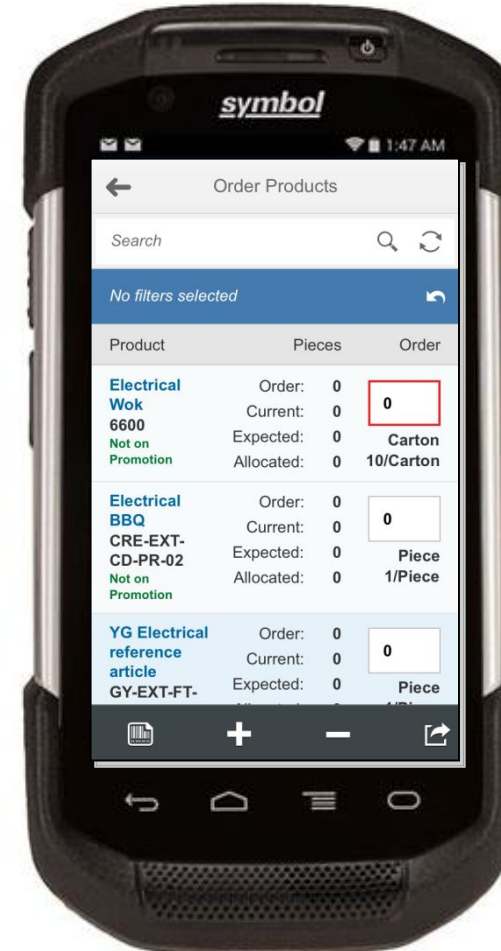 symbol
1:47 AM
Order Products
Search
No filters selected
Product Pieces Order
Electrical Wok
6600
Not on Promotion
Order: 0
Current: 0
Expected: 0
Allocated: 0
0
Carton
10/Carton
Electrical BBQ
CRE-EXT-CD-PR-02
Not on Promotion
Order: 0
Current: 0
Expected: 0
Allocated: 0
0
Piece
1/Piece
YG Electrical reference article
GY-EXT-FT-
Order: 0
Current: 0
Expected: 0
0
Piece